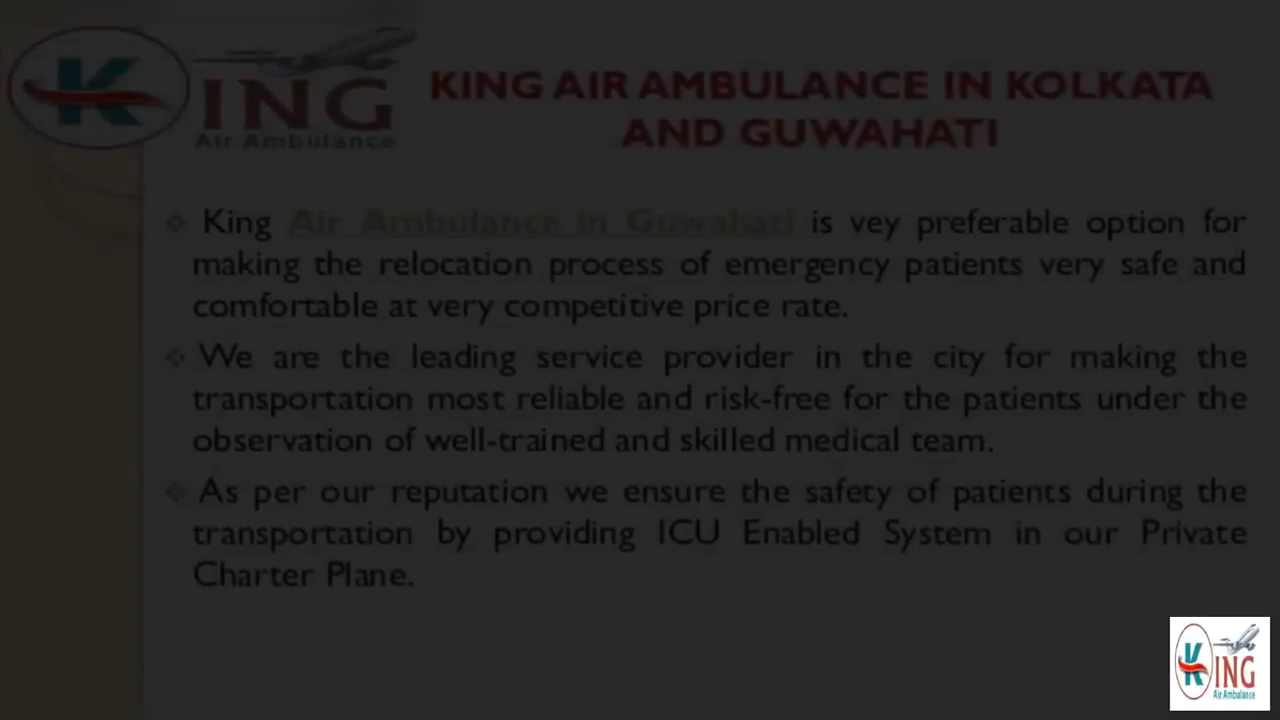 KING
Air Ambulance
KING AIR AMBULANCE IN KOLKATA
AND GUWAHATI
❖ King Air Ambulance in Guwahati is vey preferable option for
making the relocation process of emergency patients very safe and
comfortable at very competitive price rate.
❖ We are the leading service provider in the city for making the
transportation most reliable and risk-free for the patients under the
observation of well-trained and skilled medical team.
❖ As per our reputation we ensure the safety of patients during the
transportation by providing ICU Enabled System in our Private
Charter Plane.
KING
Air Ambulance